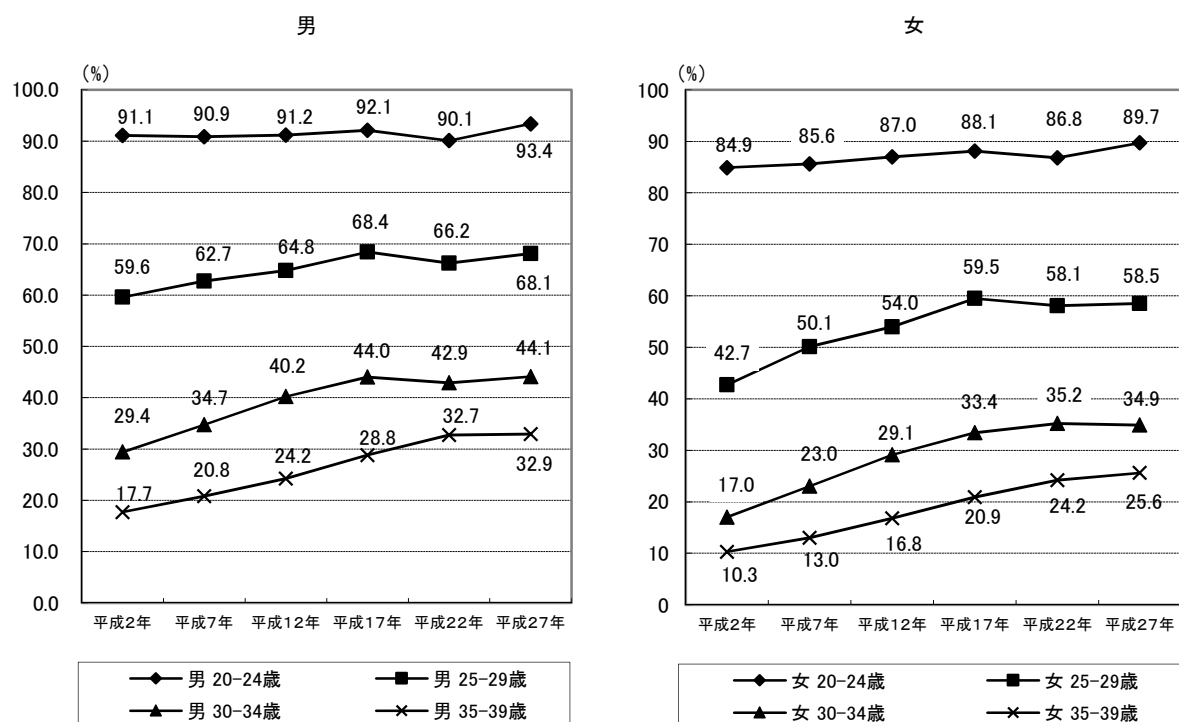 男
(%)
100.0
90.0
80.0
70.0
60.0
50.0
40.0
30.0
20.0
10.0
0.0
91.1 90.9 91.2 92.1 90.1 93.4
59.6 62.7 64.8 68.4 66.2 68.1
29.4 34.7 40.2 44.0 42.9 44.1
17.7 20.8 24.2 28.8 32.7 32.9
平成2年 平成7年 平成12年 平成17年 平成22年 平成27年
男 20-24歳 男 25-29歳
男 30-34歳 男 35-39歳
女
(%)
100
90
80
70
60
50
40
30
20
10
0
84.9 85.6 87.0 88.1 86.8 89.7
42.7 50.1 54.0 59.5 58.1 58.5
17.0 23.0 29.1 33.4 35.2 34.9
10.3 13.0 16.8 20.9 24.2 25.6
平成2年 平成7年 平成12年 平成17年 平成22年 平成27年
女 20-24歳 女 25-29歳
女 30-34歳 女 35-39歳